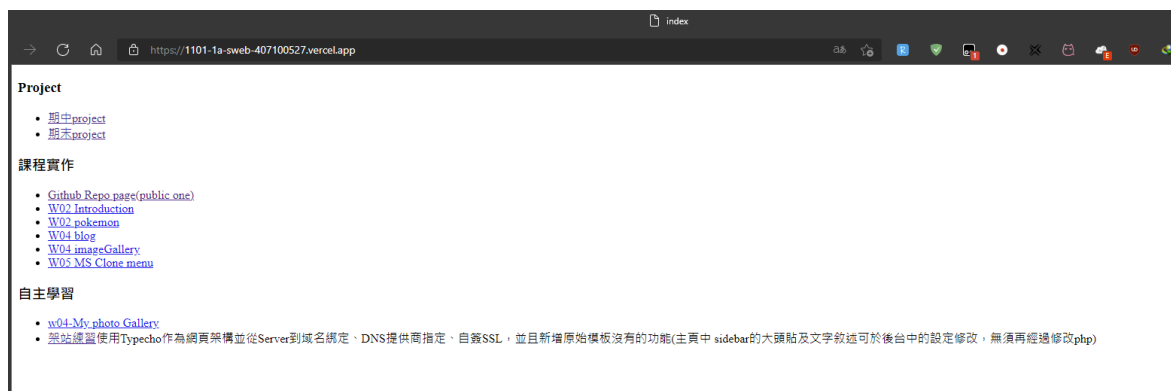 index
https://1101-1a-sweb-407100527.vercel.app
Project
期中project
期末project
課程實作
Github Repo page(public one)
W02 Introduction
W02 pokemon
W04 blog
W04 imageGallery
W05 MS Clone menu
自主學習
w04-My photo Gallery
架站練習使用Typecho作為網頁架構並從Server到域名綁定、DNS提供商指定、自簽SSL，並且新增原始模板沒有的功能(主頁中 sidebar的大頭貼及文字敘述可於後台中的設定修改，無須再經過修改php)